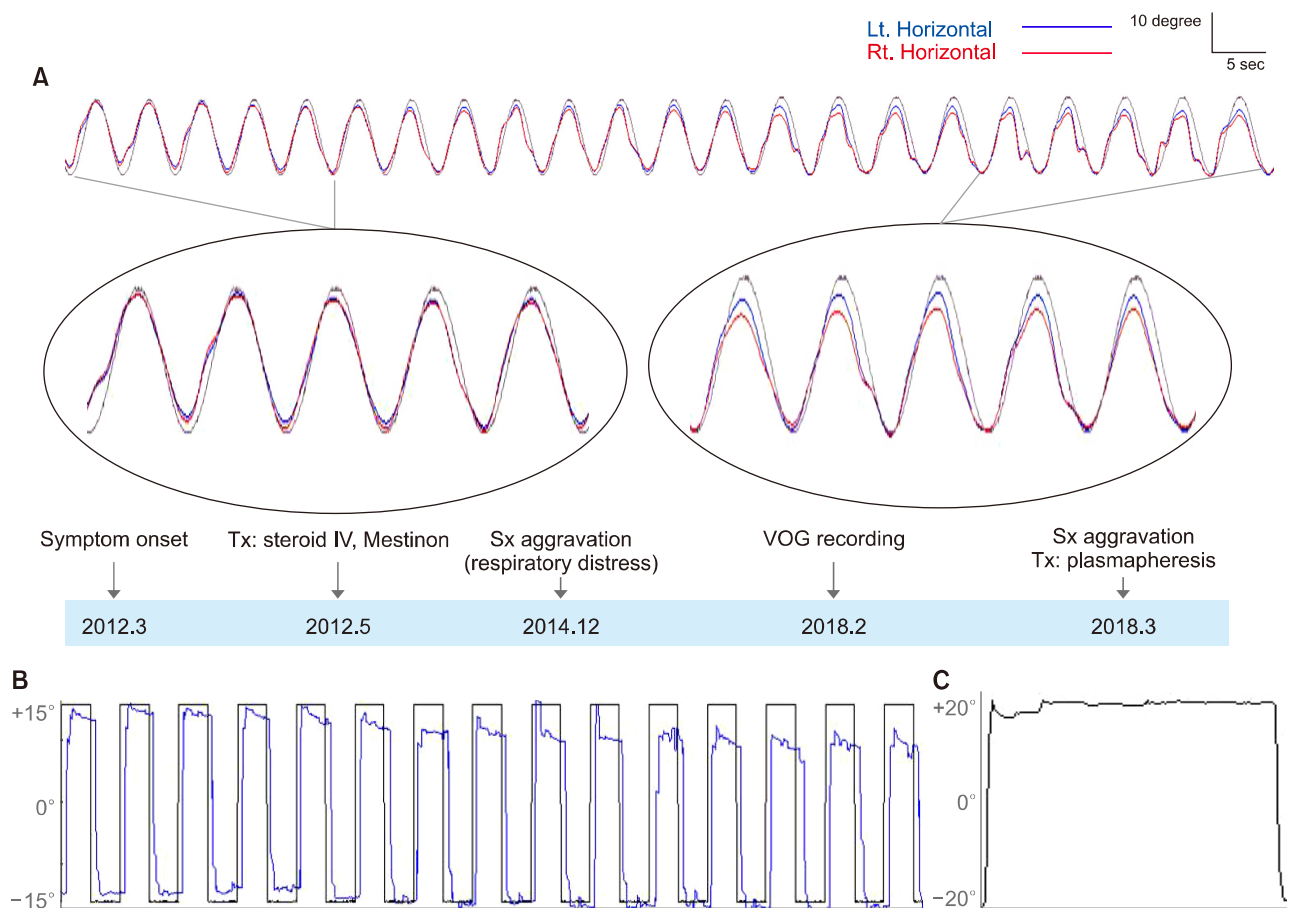 Lt. Horizontal
Rt. Horizontal
10 degree
5 sec
A
Symptom onset
Tx: steroid IV, Mestinon
Sx aggravation
(respiratory distress)
VOG recording
Sx aggravation
Tx: plasmapheresis
2012.3
2012.5
2014.12
2018.2
2018.3
B
+15°
0°
−15°
C
+20°
0°
−20°